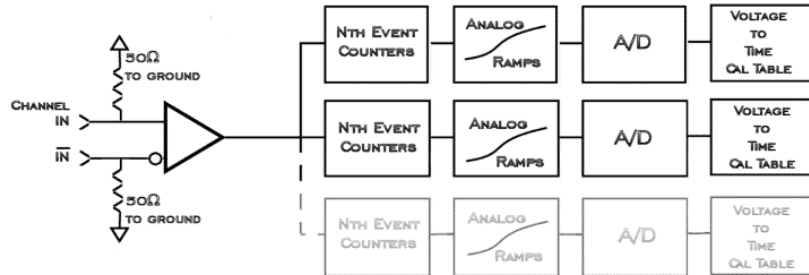 50Ω
TO GROUND
CHANNEL
IN
IN
50Ω
TO GROUND
NTH EVENT
COUNTERS
ANALOG
RAMPS
A/D
VOLTAGE
TO
TIME
CAL TABLE
NTH EVENT
COUNTERS
ANALOG
RAMPS
A/D
VOLTAGE
TO
TIME
CAL TABLE
NTH EVENT
COUNTERS
ANALOG
RAMPS
A/D
VOLTAGE
TO
TIME
CAL TABLE